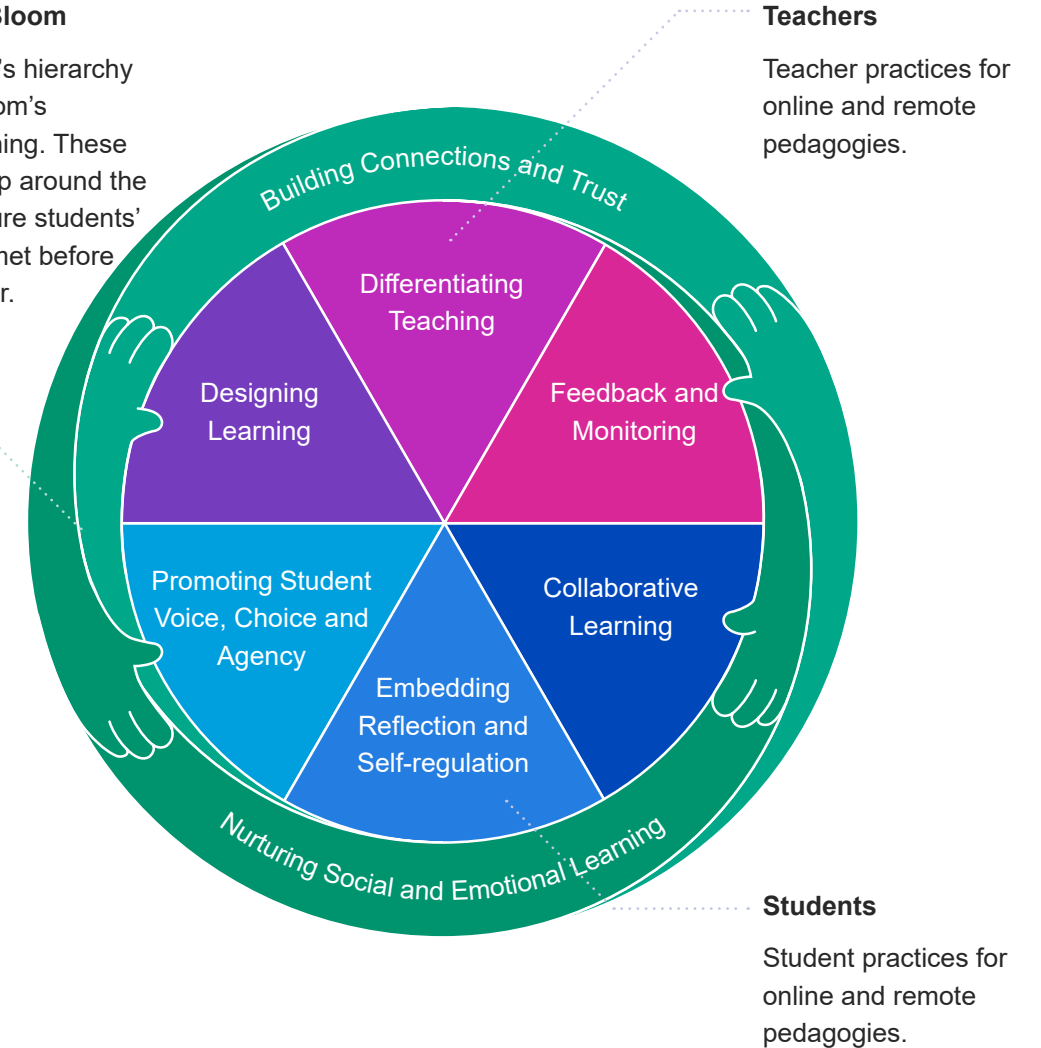 Bloom
's hierarchy
om's
ning. These
p around the
ure students'
met before
r.
Teachers
Teacher practices for
online and remote
pedagogies.
Building Connections and Trust
Differentiating
Teaching
Designing
Learning
Feedback and
Monitoring
Promoting Student
Voice, Choice and
Agency
Collaborative
Learning
Embedding
Reflection and
Self-regulation
Nurturing Social and Emotional Learning
Students
Student practices for
online and remote
pedagogies.